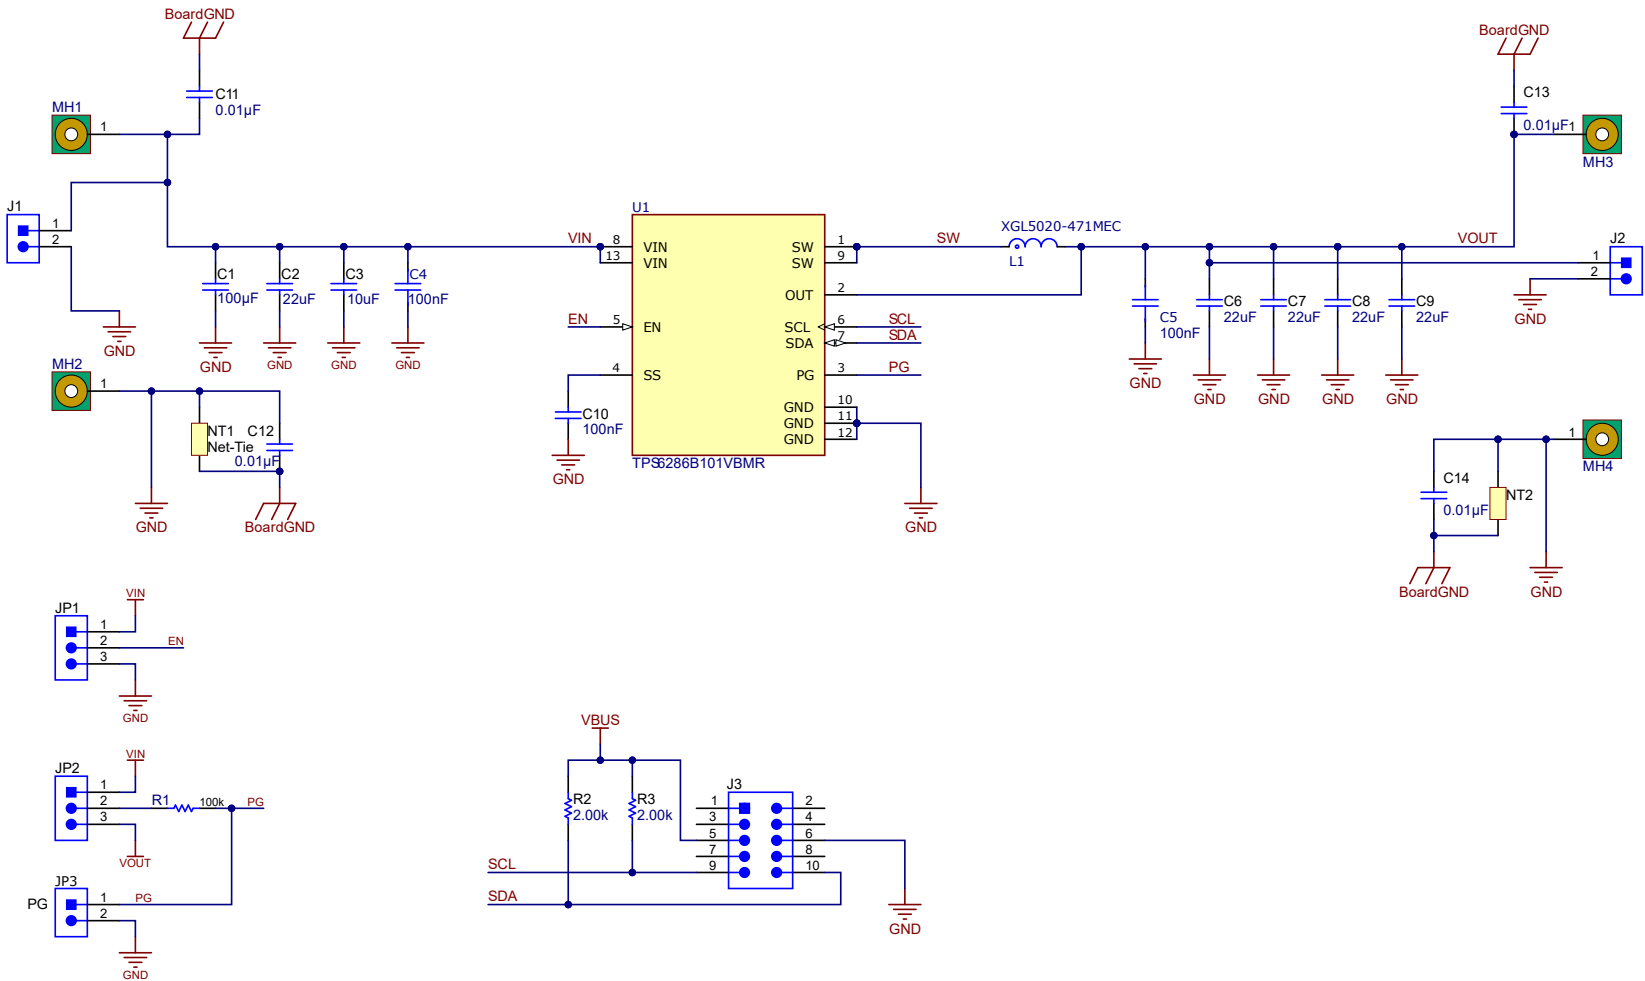 BoardGND
C11
0.01µF
MH1
1
J1
1
2
GND
C1
100µF
GND
C2
22uF
GND
C3
10uF
GND
C4
100nF
GND
VIN
MH2
1
NT1
Net-Tie
C12
0.01µF
GND
BoardGND
U1
8 VIN
13 VIN
EN 5 EN
4 SS
C10
100nF
GND
SW 1
SW 9
OUT 2
SCL 6 SCL
SDA 7 SDA
PG 3 PG
GND 10
GND 11
GND 12
TPS6286B101VBMR
GND
SW
XGL5020-471MEC
L1
VOUT
C5
100nF
GND
C6
22uF
GND
C7
22uF
GND
C8
22uF
GND
C9
22uF
GND
BoardGND
C13
0.01µF
1
MH3
J2
1
2
GND
1
MH4
C14
0.01µF
NT2
BoardGND
GND
JP1
VIN
1
2 EN
3
GND
JP2
VIN
1
2 R1 100k PG
3
VOUT
JP3
PG
1 PG
2
GND
VBUS
R2
2.00k
R3
2.00k
J3
1 2
3 4
5 6
7 8
9 10
SCL
SDA
GND